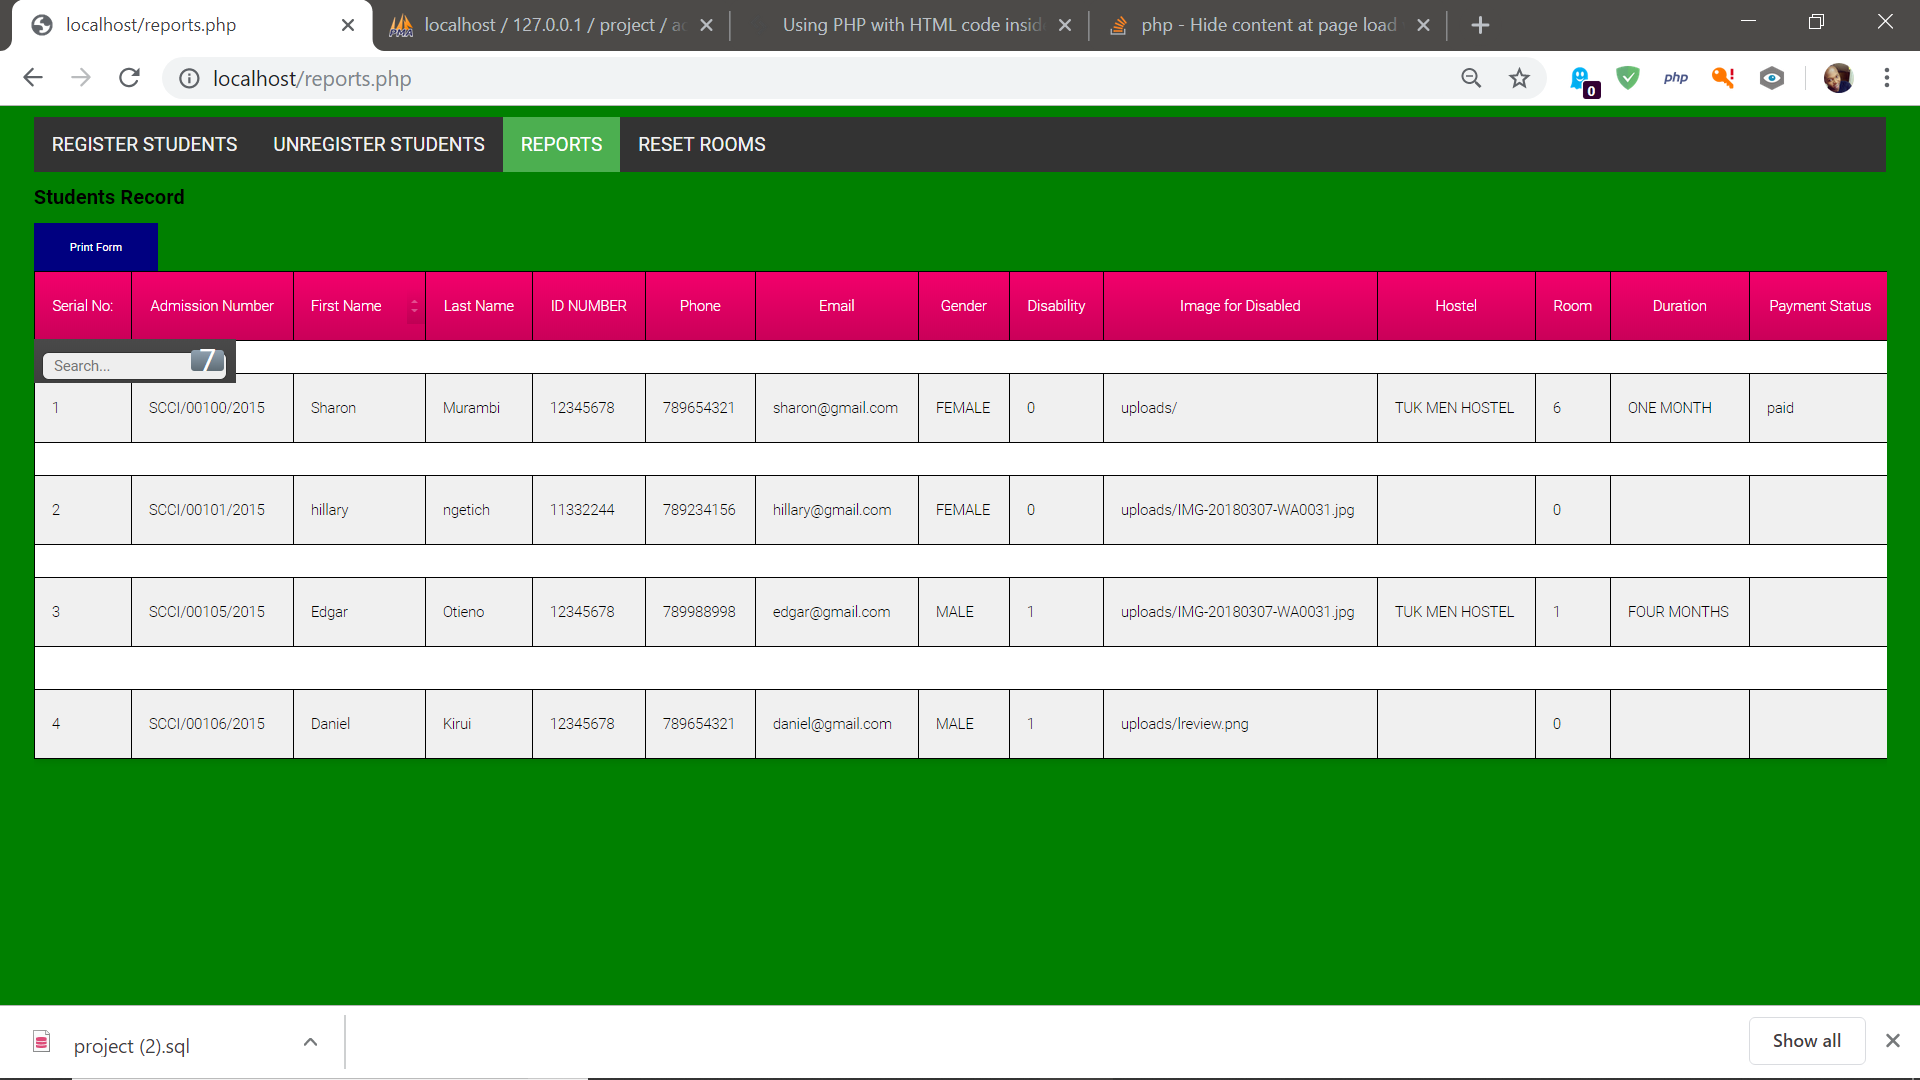 localhost/reports.php
localhost / 127.0.0.1 / project / ac
Using PHP with HTML code insid
php - Hide content at page load
localhost/reports.php
0
php
REGISTER STUDENTS UNREGISTER STUDENTS REPORTS RESET ROOMS
Students Record
Print Form
Serial No: Admission Number First Name Last Name ID NUMBER Phone Email Gender Disability Image for Disabled Hostel Room Duration Payment Status
Search... 7
1 SCCI/00100/2015 Sharon Murambi 12345678 789654321 sharon@gmail.com FEMALE 0 uploads/ TUK MEN HOSTEL 6 ONE MONTH paid
2 SCCI/00101/2015 hillary ngetich 11332244 789234156 hillary@gmail.com FEMALE 0 uploads/IMG-20180307-WA0031.jpg 0
3 SCCI/00105/2015 Edgar Otieno 12345678 789988998 edgar@gmail.com MALE 1 uploads/IMG-20180307-WA0031.jpg TUK MEN HOSTEL 1 FOUR MONTHS
4 SCCI/00106/2015 Daniel Kirui 12345678 789654321 daniel@gmail.com MALE 1 uploads/lreview.png 0
project (2).sql
Show all